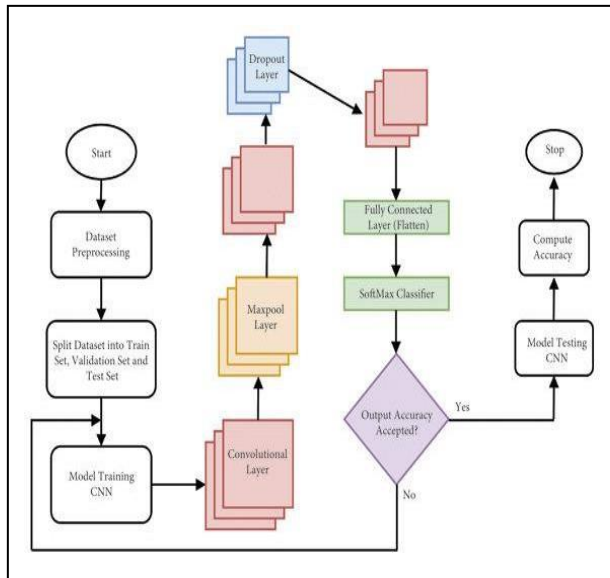 Start
Dataset
Preprocessing
Split Dataset into Train
Set, Validation Set and
Test Set
Model Training
CNN
Convolutional
Layer
Maxpool
Layer
Dropout
Layer
Fully Connected
Layer (Flatten)
SoftMax Classifier
Output Accuracy
Accepted?
Yes
No
Model Testing
CNN
Compute
Accuracy
Stop